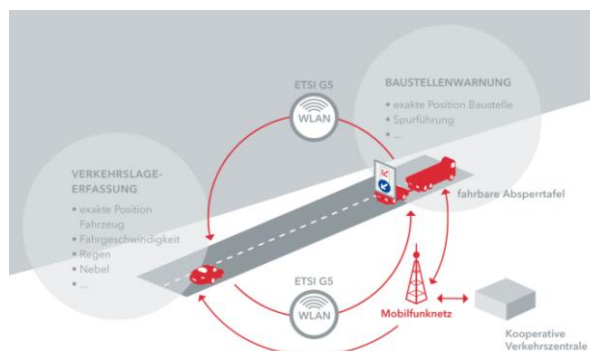 ETSI G5
WLAN
BAUSTELLENWARNUNG
• exakte Position Baustelle
• Spurführung
• ...
VERKEHRSLAGE-
ERFASSUNG
• exakte Position
Fahrzeug
• Fahrgeschwindigkeit
• Regen
• Nebel
• ...
fahrbare Absperrtafel
ETSI G5
WLAN
Mobilfunknetz
Kooperative
Verkehrszentrale